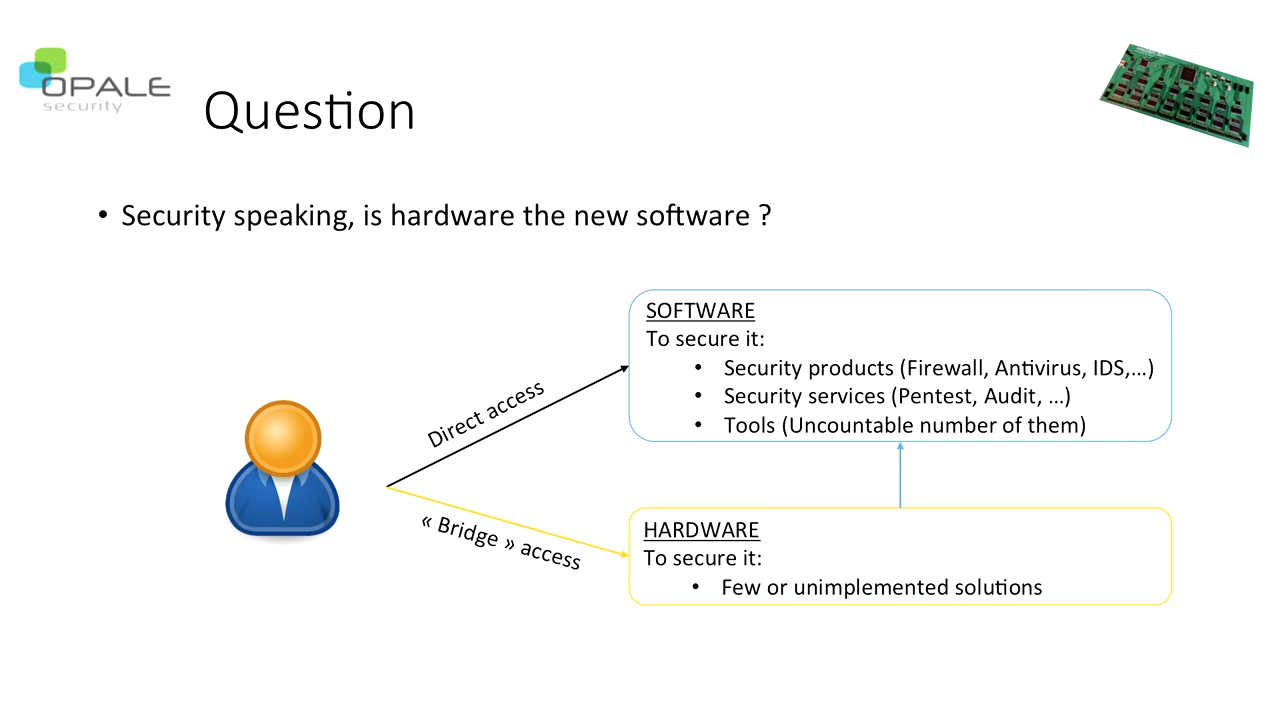 OPALE
security
Question
• Security speaking, is hardware the new software ?
SOFTWARE
To secure it:
• Security products (Firewall, Antivirus, IDS,...)
• Security services (Pentest, Audit, ...)
• Tools (Uncountable number of them)
Direct access
« Bridge » access
HARDWARE
To secure it:
• Few or unimplemented solutions